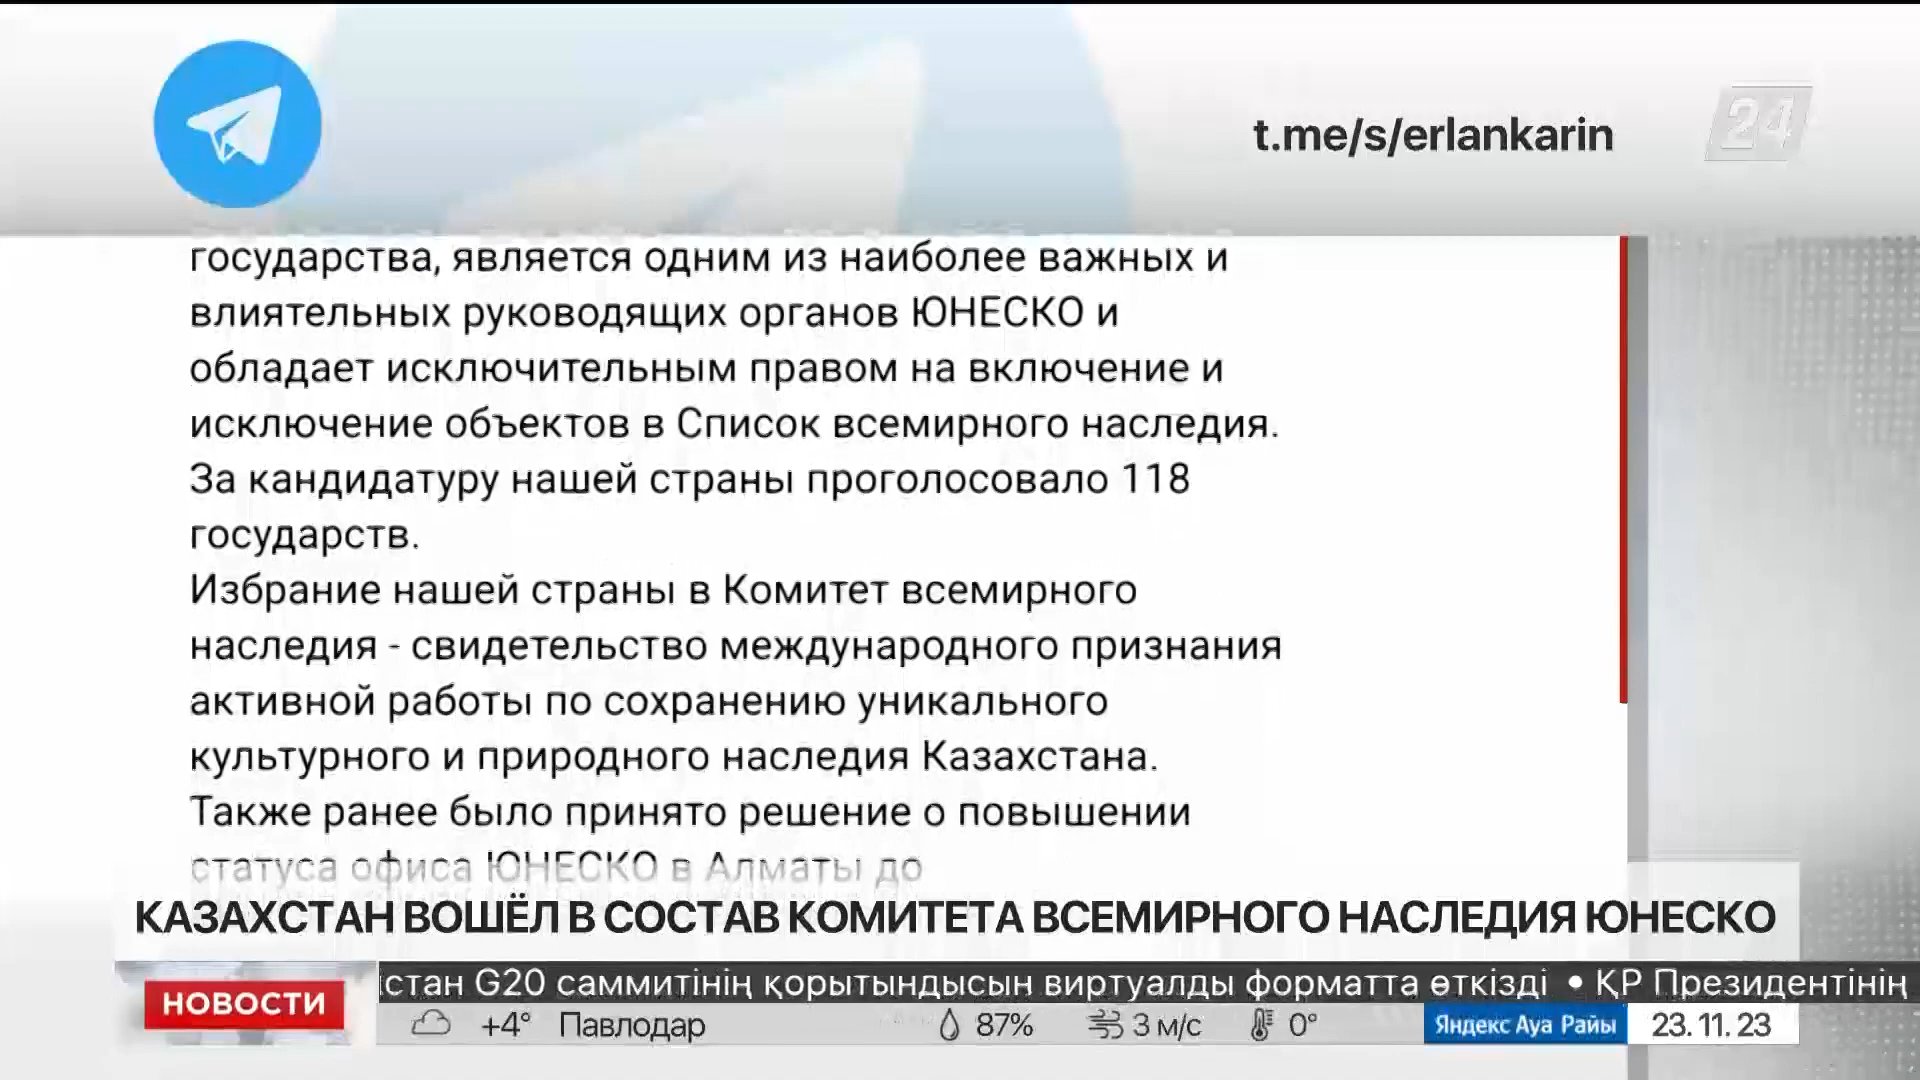 t.me/s/erlankarin
24
государства, является одним из наиболее важных и
влиятельных руководящих органов ЮНЕСКО и
обладает исключительным правом на включение и
исключение объектов в Список всемирного наследия.
За кандидатуру нашей страны проголосовало 118
государств.
Избрание нашей страны в Комитет всемирного
наследия - свидетельство международного признания
активной работы по сохранению уникального
культурного и природного наследия Казахстана.
Также ранее было принято решение о повышении
статуса офиса ЮНЕСКО в Алматы до
КАЗАХСТАН ВОШЁЛ В СОСТАВ КОМИТЕТА ВСЕМИРНОГО НАСЛЕДИЯ ЮНЕСКО
НОВОСТИ
істан G20 саммитінің қорытындысын виртуалды форматта өткізді • ҚР Президентінің
+4° Павлодар 87% 3 м/с 0° Яндекс Ауа Райы 23.11.23